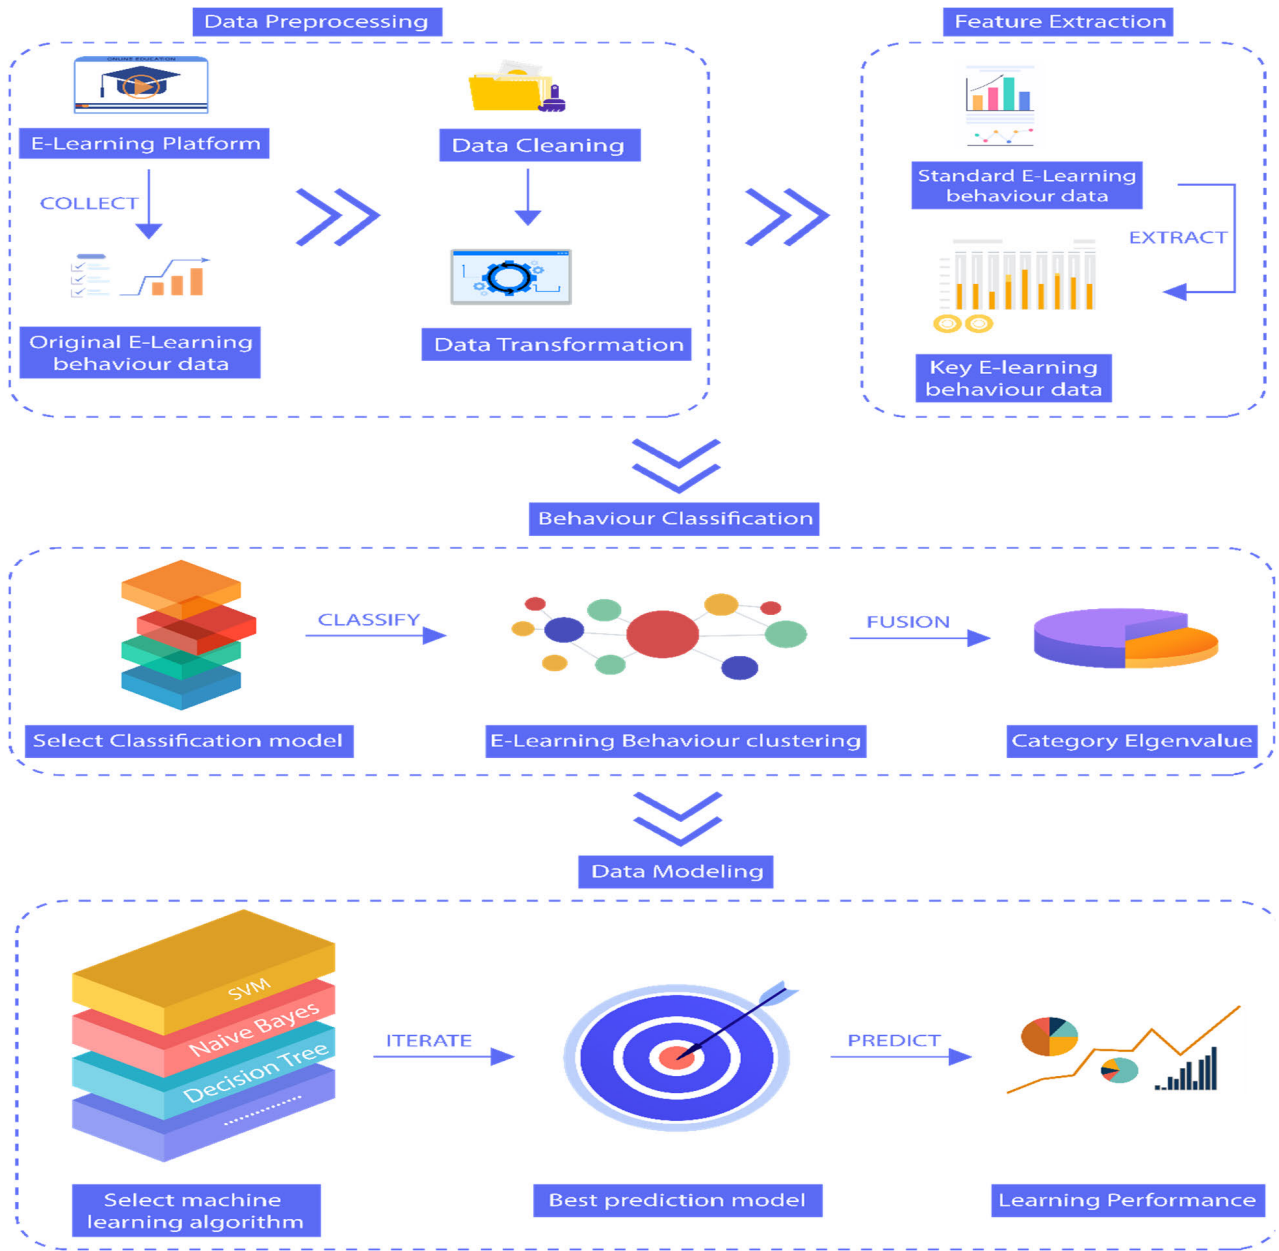 Data Preprocessing
ONLINE EDUCATION
E-Learning Platform
COLLECT
Original E-Learning
behaviour data
Data Cleaning
Data Transformation
Feature Extraction
Standard E-Learning
behaviour data
EXTRACT
Key E-learning
behaviour data
Behaviour Classification
CLASSIFY
FUSION
Select Classification model
E-Learning Behaviour clustering
Category Elgenvalue
Data Modeling
SVM
Naive Bayes
Decision Tree
..............
ITERATE
PREDICT
Select machine
learning algorithm
Best prediction model
Learning Performance